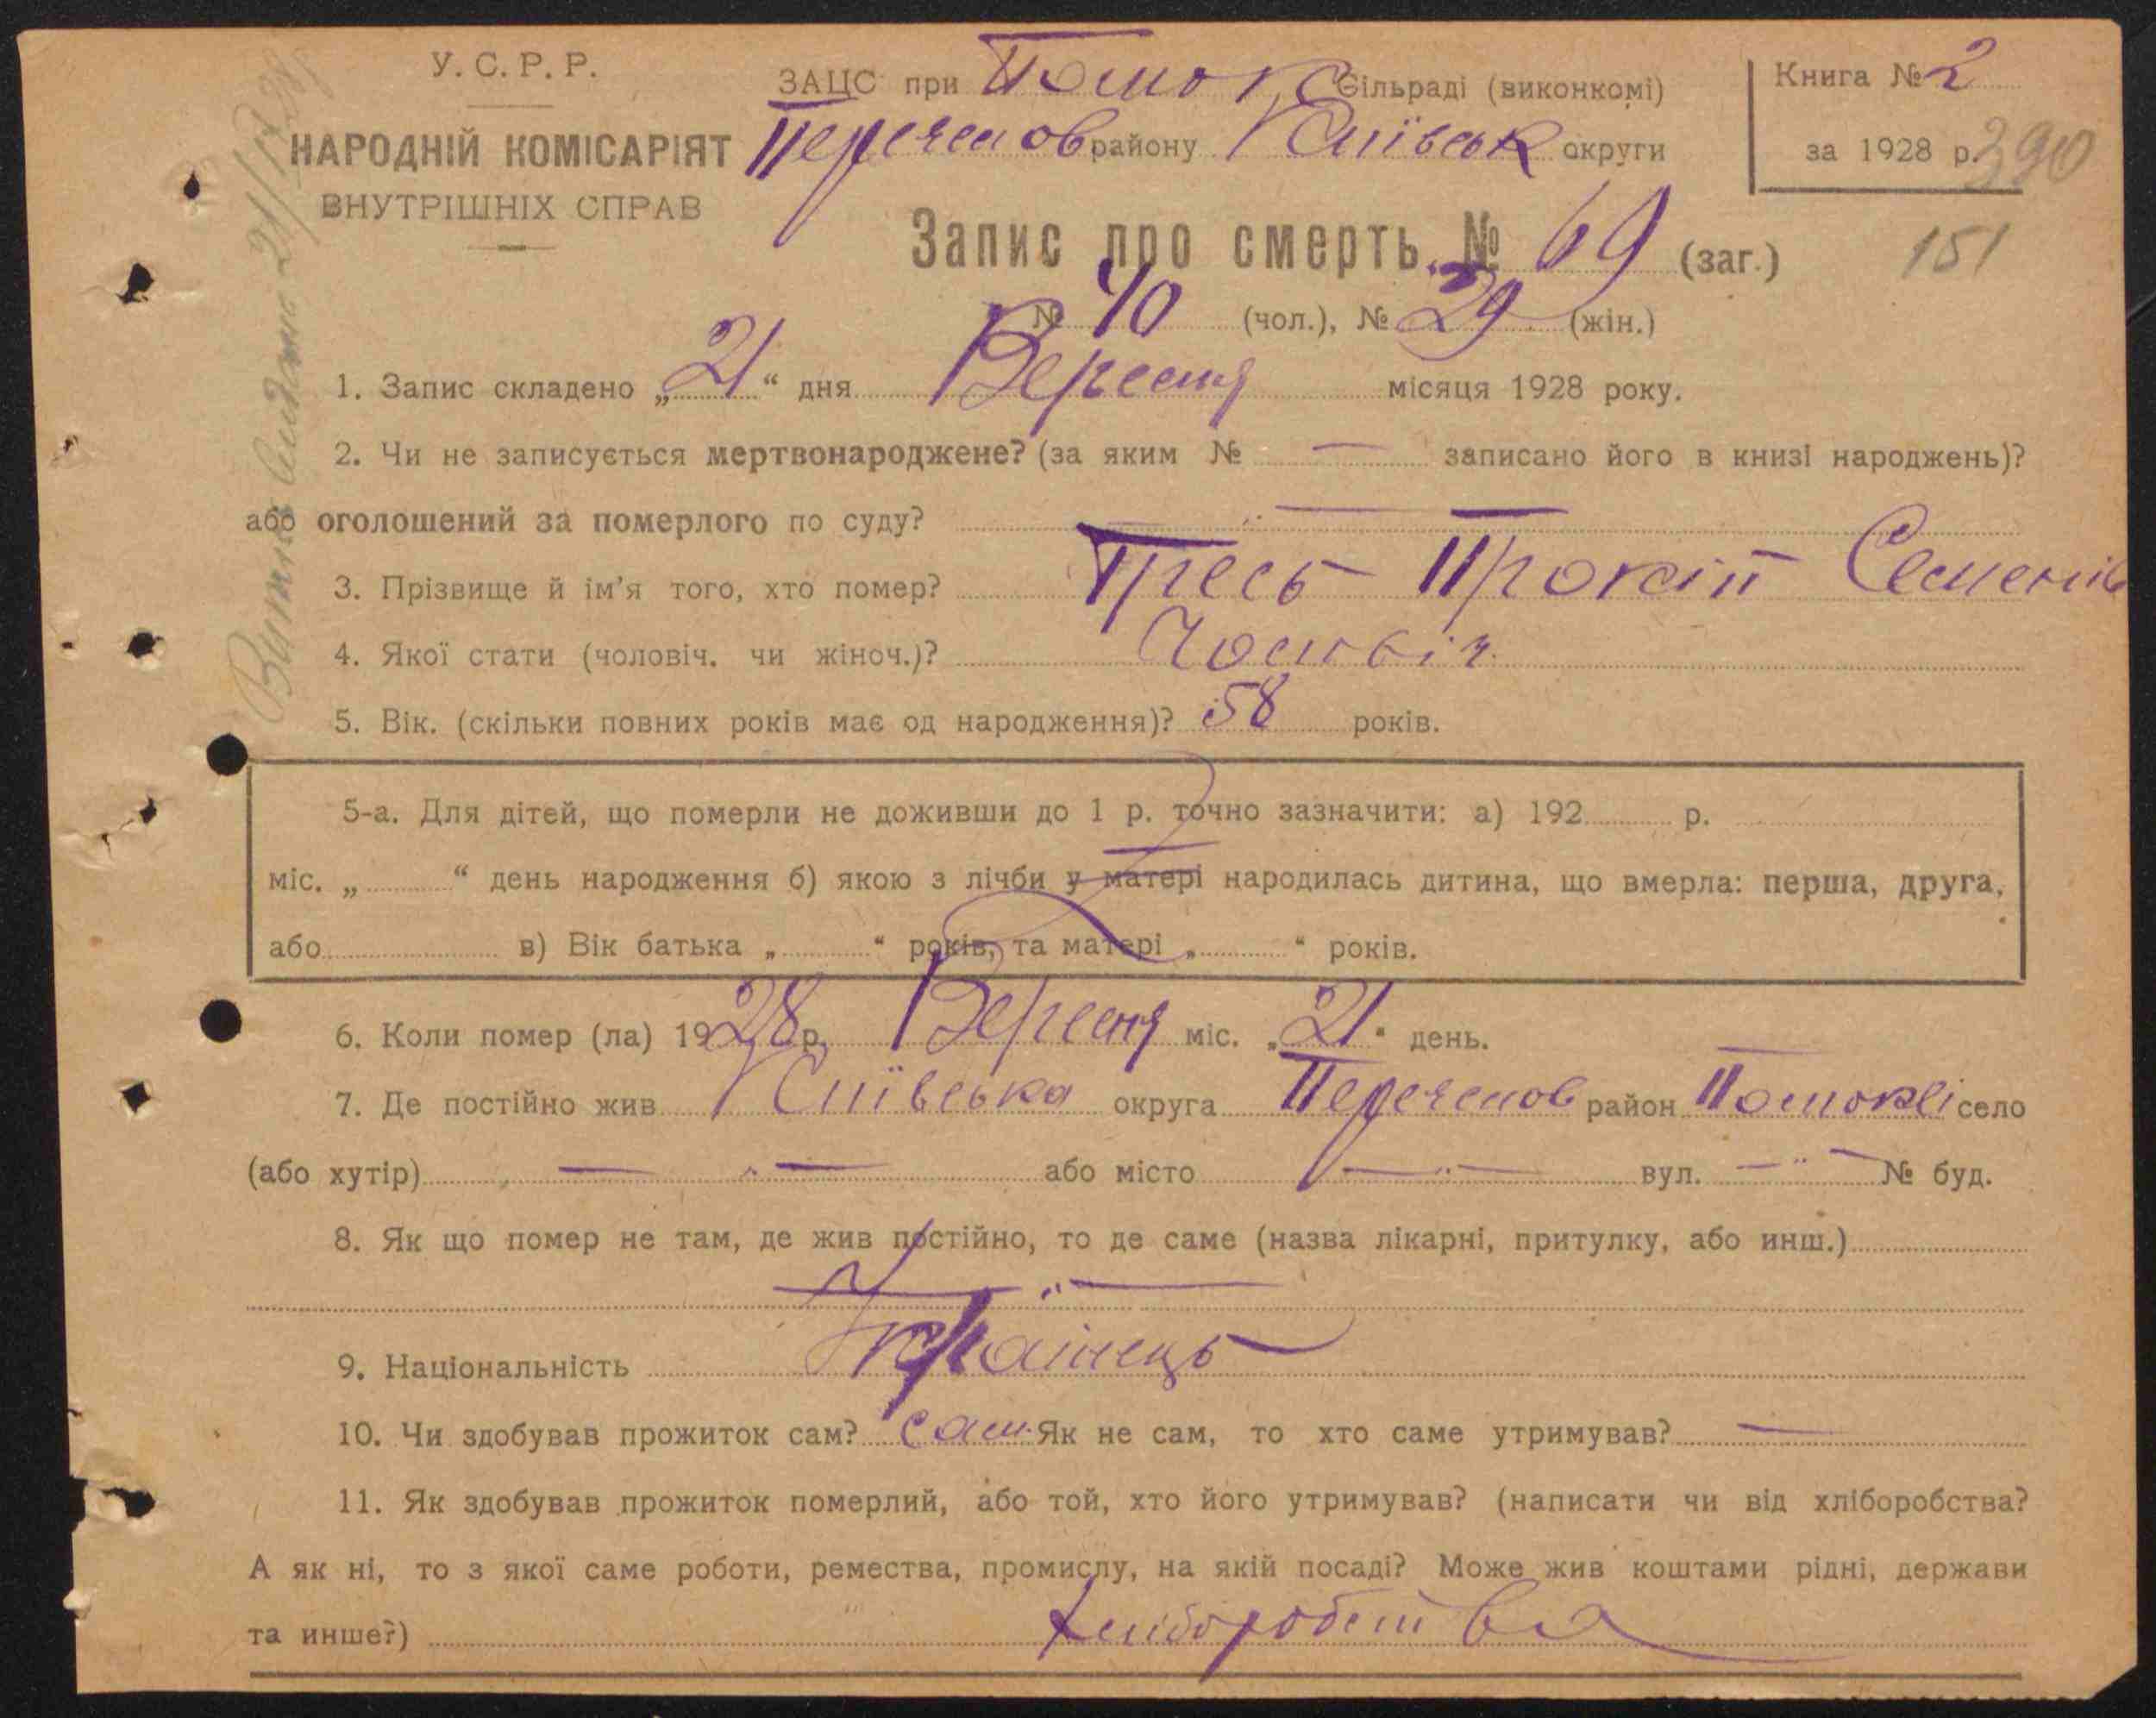 У. С. Р. Р.
НАРОДНІЙ КОМІСАРІЯТ
ВНУТРІШНІХ СПРАВ
ЗАЦС при Поток Сільраді (виконкомі)
району Київськ округи
Книга № 2
за 1928 р.
390
151
Запис про смерть № 69 (заг.)
№ 40 (чол.), № 29 (жін.)
1. Запис складено „21“ дня Вересня місяця 1928 року.
2. Чи не записується мертвонароджене? (за яким № — записано його в книзі народжень)?
або оголошений за померлого по суду? — „ —
3. Прізвище й ім'я того, хто помер? Тресь Прокіп Семенів
4. Якої стати (чоловіч. чи жіноч.)? Чоловіч.
5. Вік. (скільки повних років має од народження)? 58 років.
5-а. Для дітей, що померли не доживши до 1 р. точно зазначити: а) 192 р.
міс. „ “ день народження б) якою з лічби у матері народилась дитина, що вмерла: перша, друга,
або в) Вік батька „ “ років, та матері „ “ років.
6. Коли помер (ла) 1928 р. Вересня міс. „21“ день.
7. Де постійно жив Київська округа район село
(або хутір) — „ — або місто — „ — вул. — „ — № буд.
8. Як що помер не там, де жив постійно, то де саме (назва лікарні, притулку, або инш.)
— „ —
9. Національність Українець
10. Чи здобував прожиток сам? сам. Як не сам, то хто саме утримував? —
11. Як здобував прожиток померлий, або той, хто його утримував? (написати чи від хліборобства?
А як ні, то з якої саме роботи, ремества, промислу, на якій посаді? Може жив коштами рідні, держави
та инше?) Хліборобства